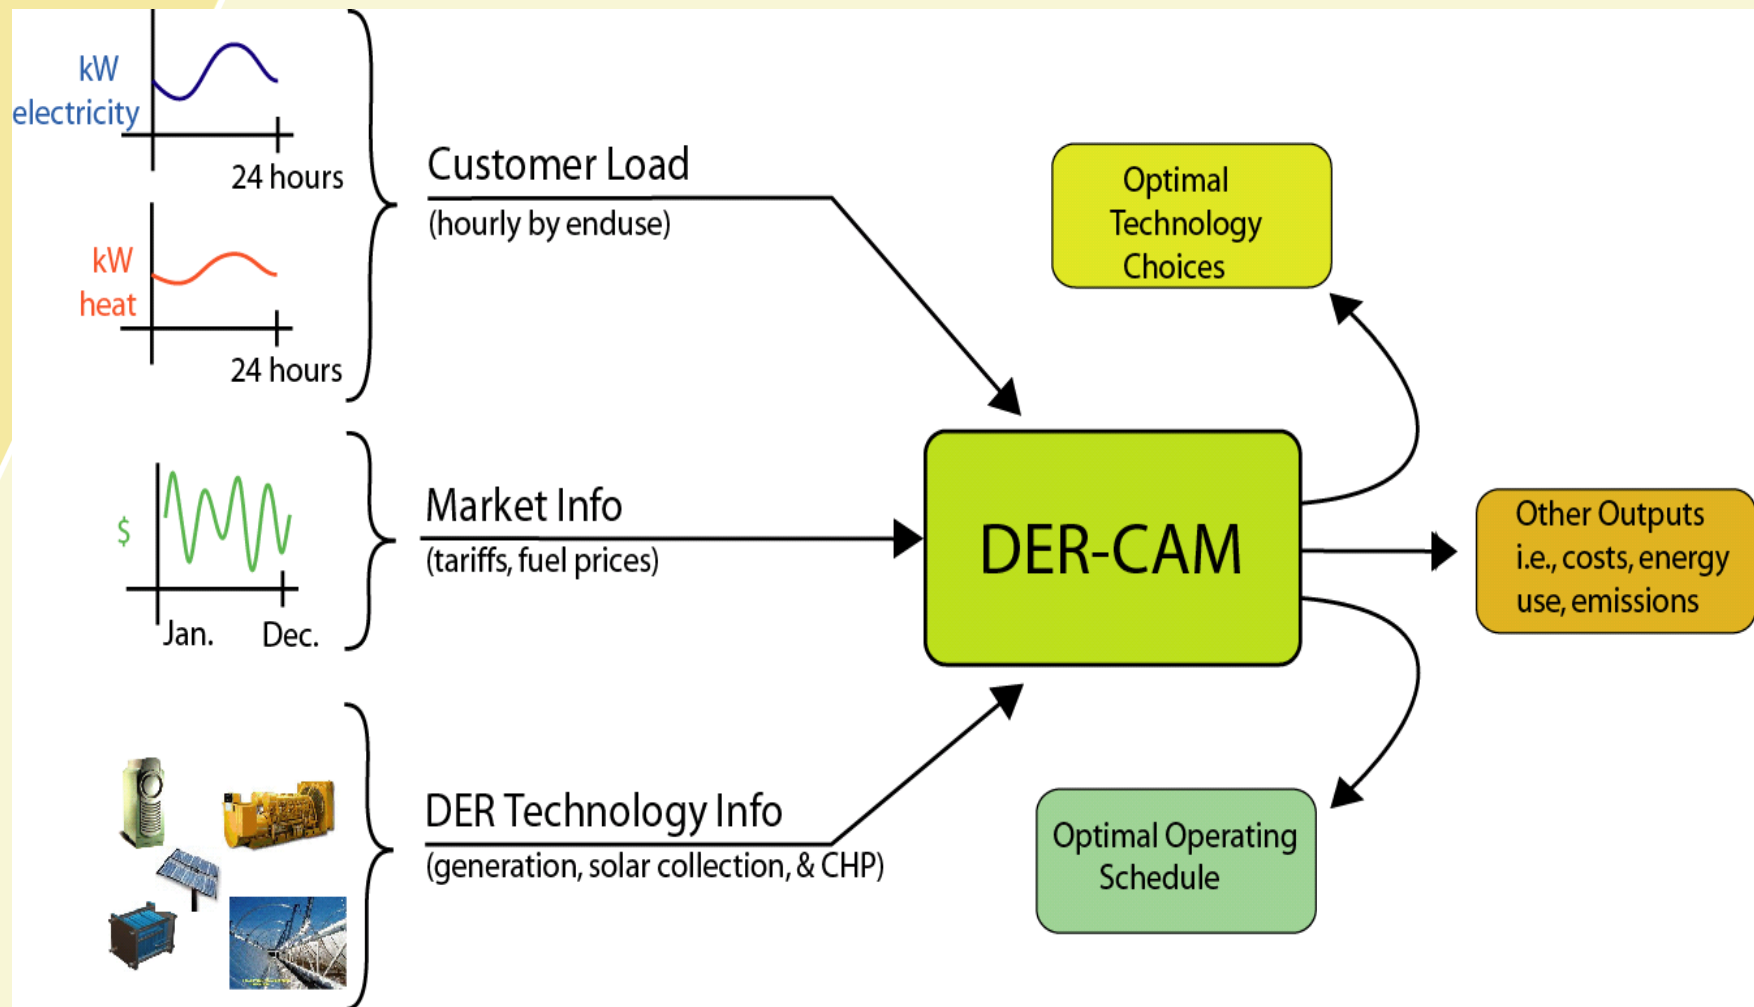 kW
electricity
24 hours
kW
heat
24 hours
Customer Load
(hourly by enduse)
$
Jan.
Dec.
Market Info
(tariffs, fuel prices)
DER Technology Info
(generation, solar collection, & CHP)
DER-CAM
Optimal
Technology
Choices
Other Outputs
i.e., costs, energy
use, emissions
Optimal Operating
Schedule